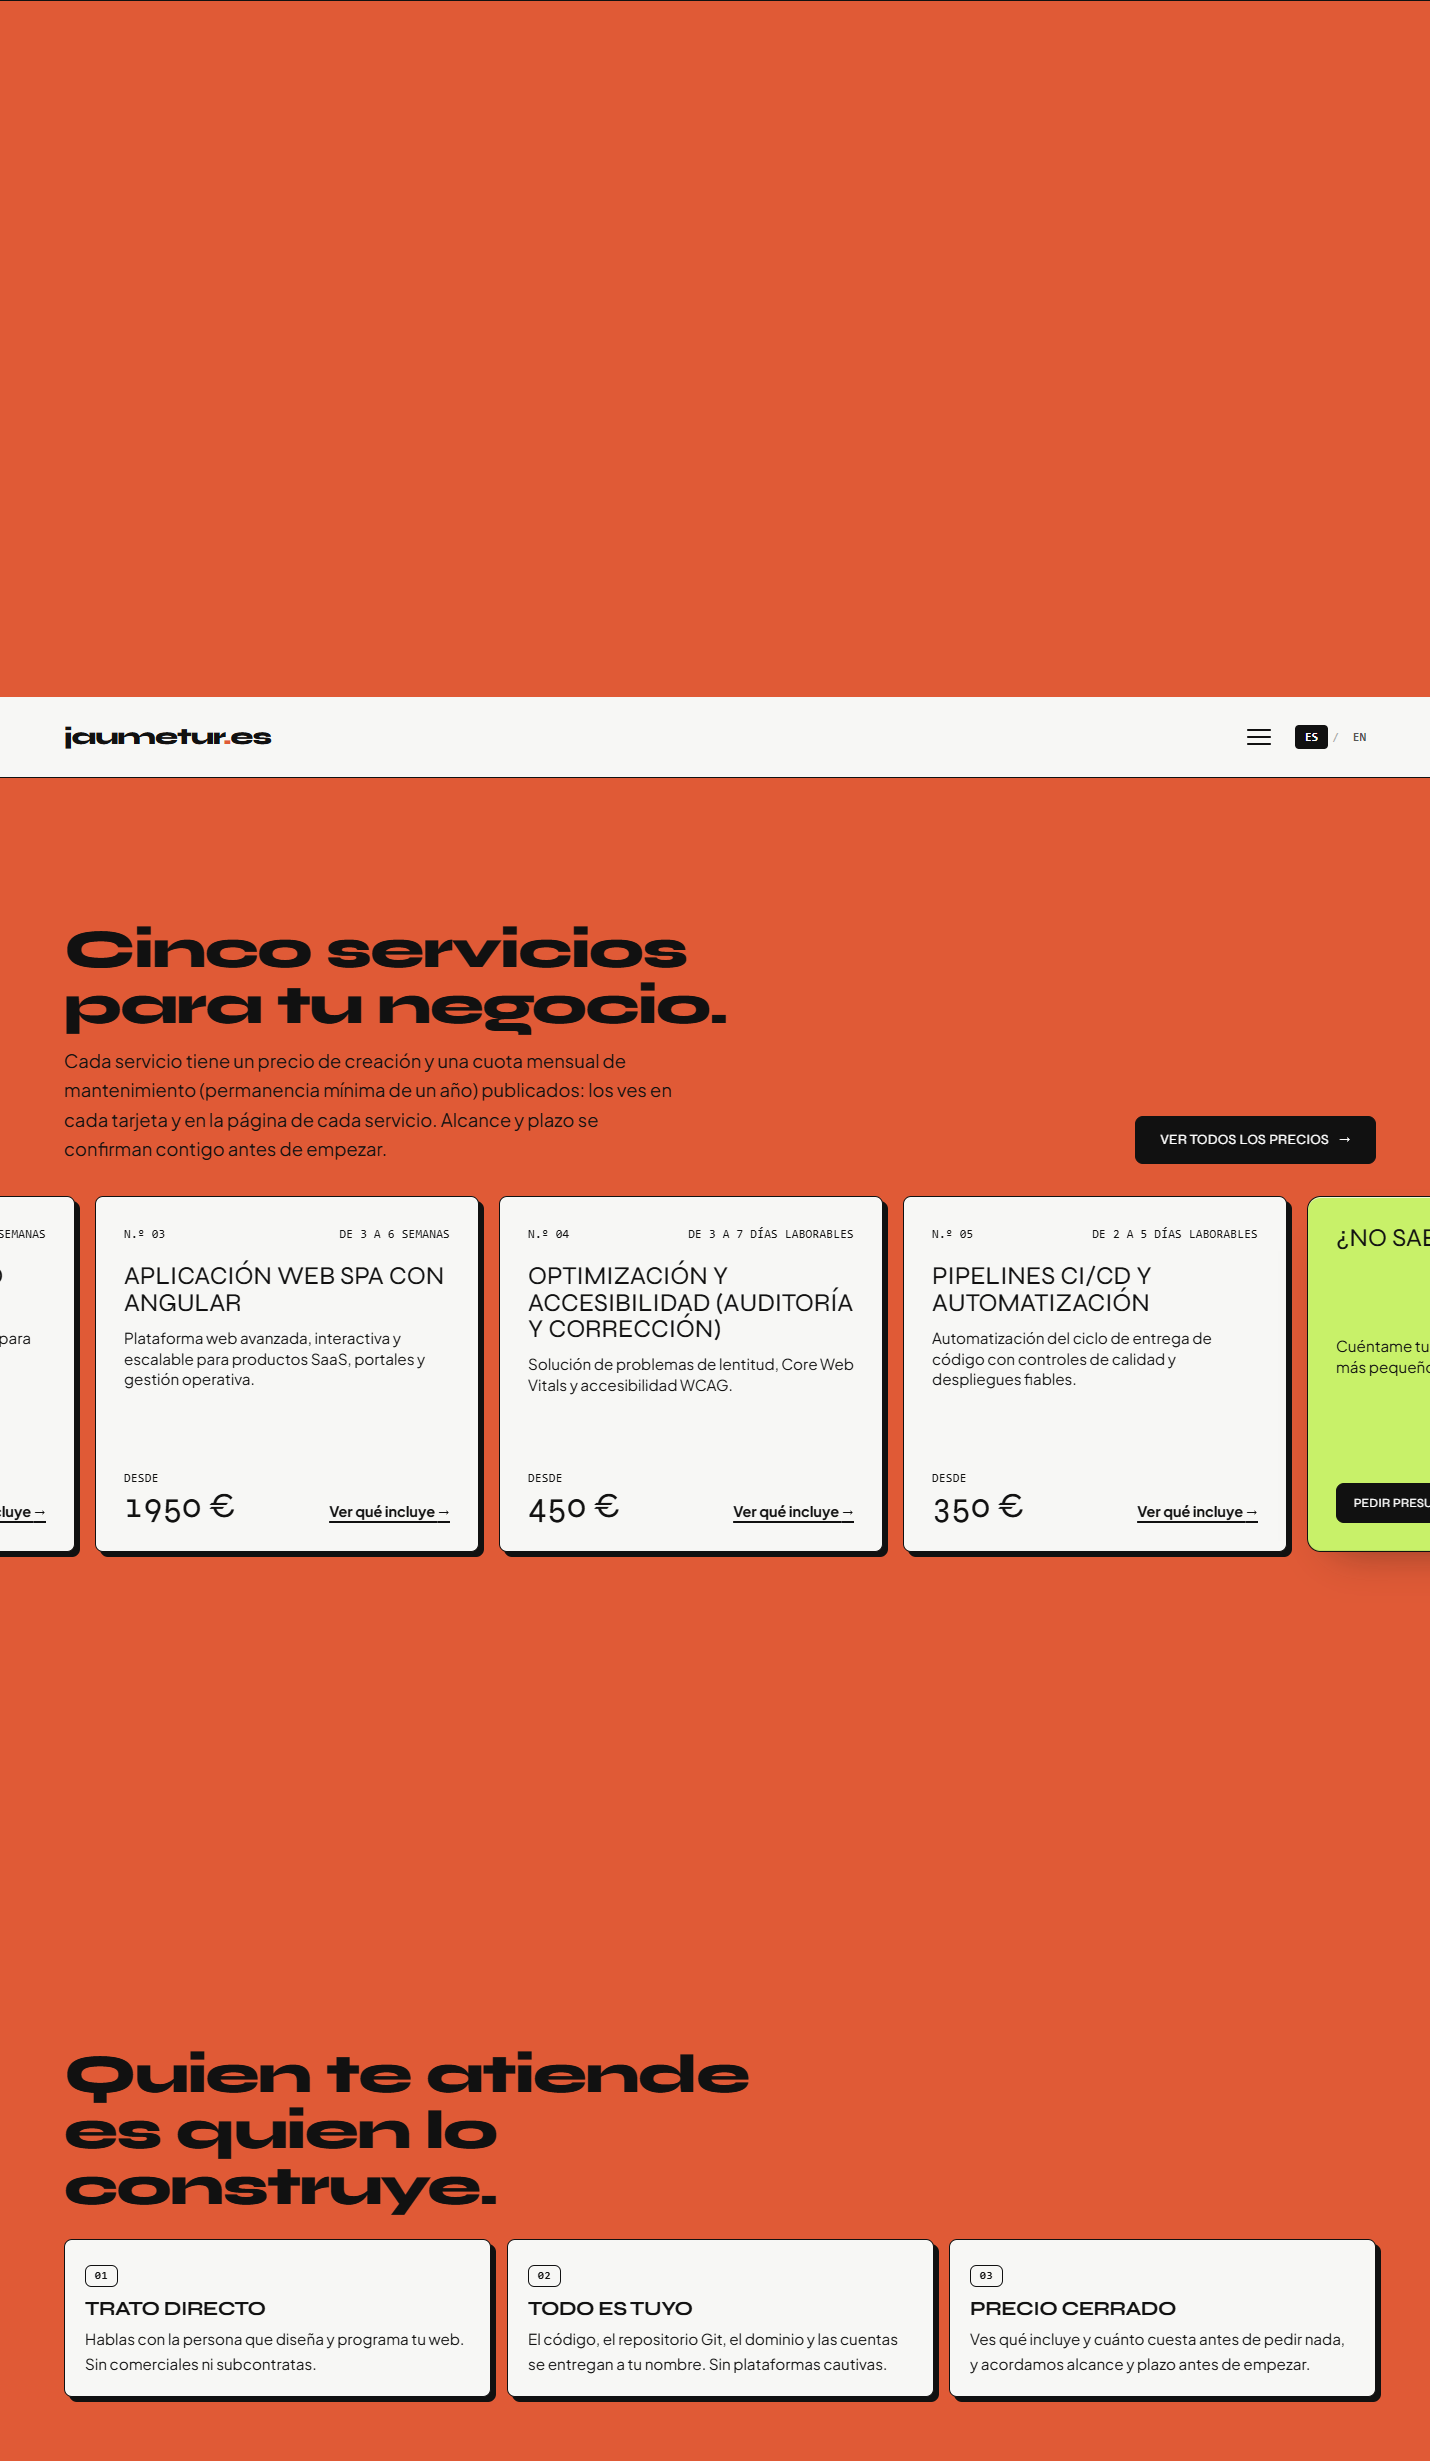 jaumetur.es
ES / EN
Cinco servicios
para tu negocio.
Cada servicio tiene un precio de creación y una cuota mensual de
mantenimiento (permanencia mínima de un año) publicados: los ves en
cada tarjeta y en la página de cada servicio. Alcance y plazo se
confirman contigo antes de empezar.
VER TODOS LOS PRECIOS →
SEMANAS
para
→
N.º 03
DE 3 A 6 SEMANAS
APLICACIÓN WEB SPA CON
ANGULAR
Plataforma web avanzada, interactiva y
escalable para productos SaaS, portales y
gestión operativa.
DESDE
1950 €
Ver qué incluye →
N.º 04
DE 3 A 7 DÍAS LABORABLES
OPTIMIZACIÓN Y
ACCESIBILIDAD (AUDITORÍA
Y CORRECCIÓN)
Solución de problemas de lentitud, Core Web
Vitals y accesibilidad WCAG.
DESDE
450 €
Ver qué incluye →
N.º 05
DE 2 A 5 DÍAS LABORABLES
PIPELINES CI/CD Y
AUTOMATIZACIÓN
Automatización del ciclo de entrega de
código con controles de calidad y
despliegues fiables.
DESDE
350 €
Ver qué incluye →
¿NO
Cuéntame tu
más
PEDIR
Quien te atiende
es quien lo
construye.
01
TRATO DIRECTO
Hablas con la persona que diseña y programa tu web.
Sin comerciales ni subcontratas.
02
TODO ES TUYO
El código, el repositorio Git, el dominio y las cuentas
se entregan a tu nombre. Sin plataformas cautivas.
03
PRECIO CERRADO
Ves qué incluye y cuánto cuesta antes de pedir nada,
y acordamos alcance y plazo antes de empezar.